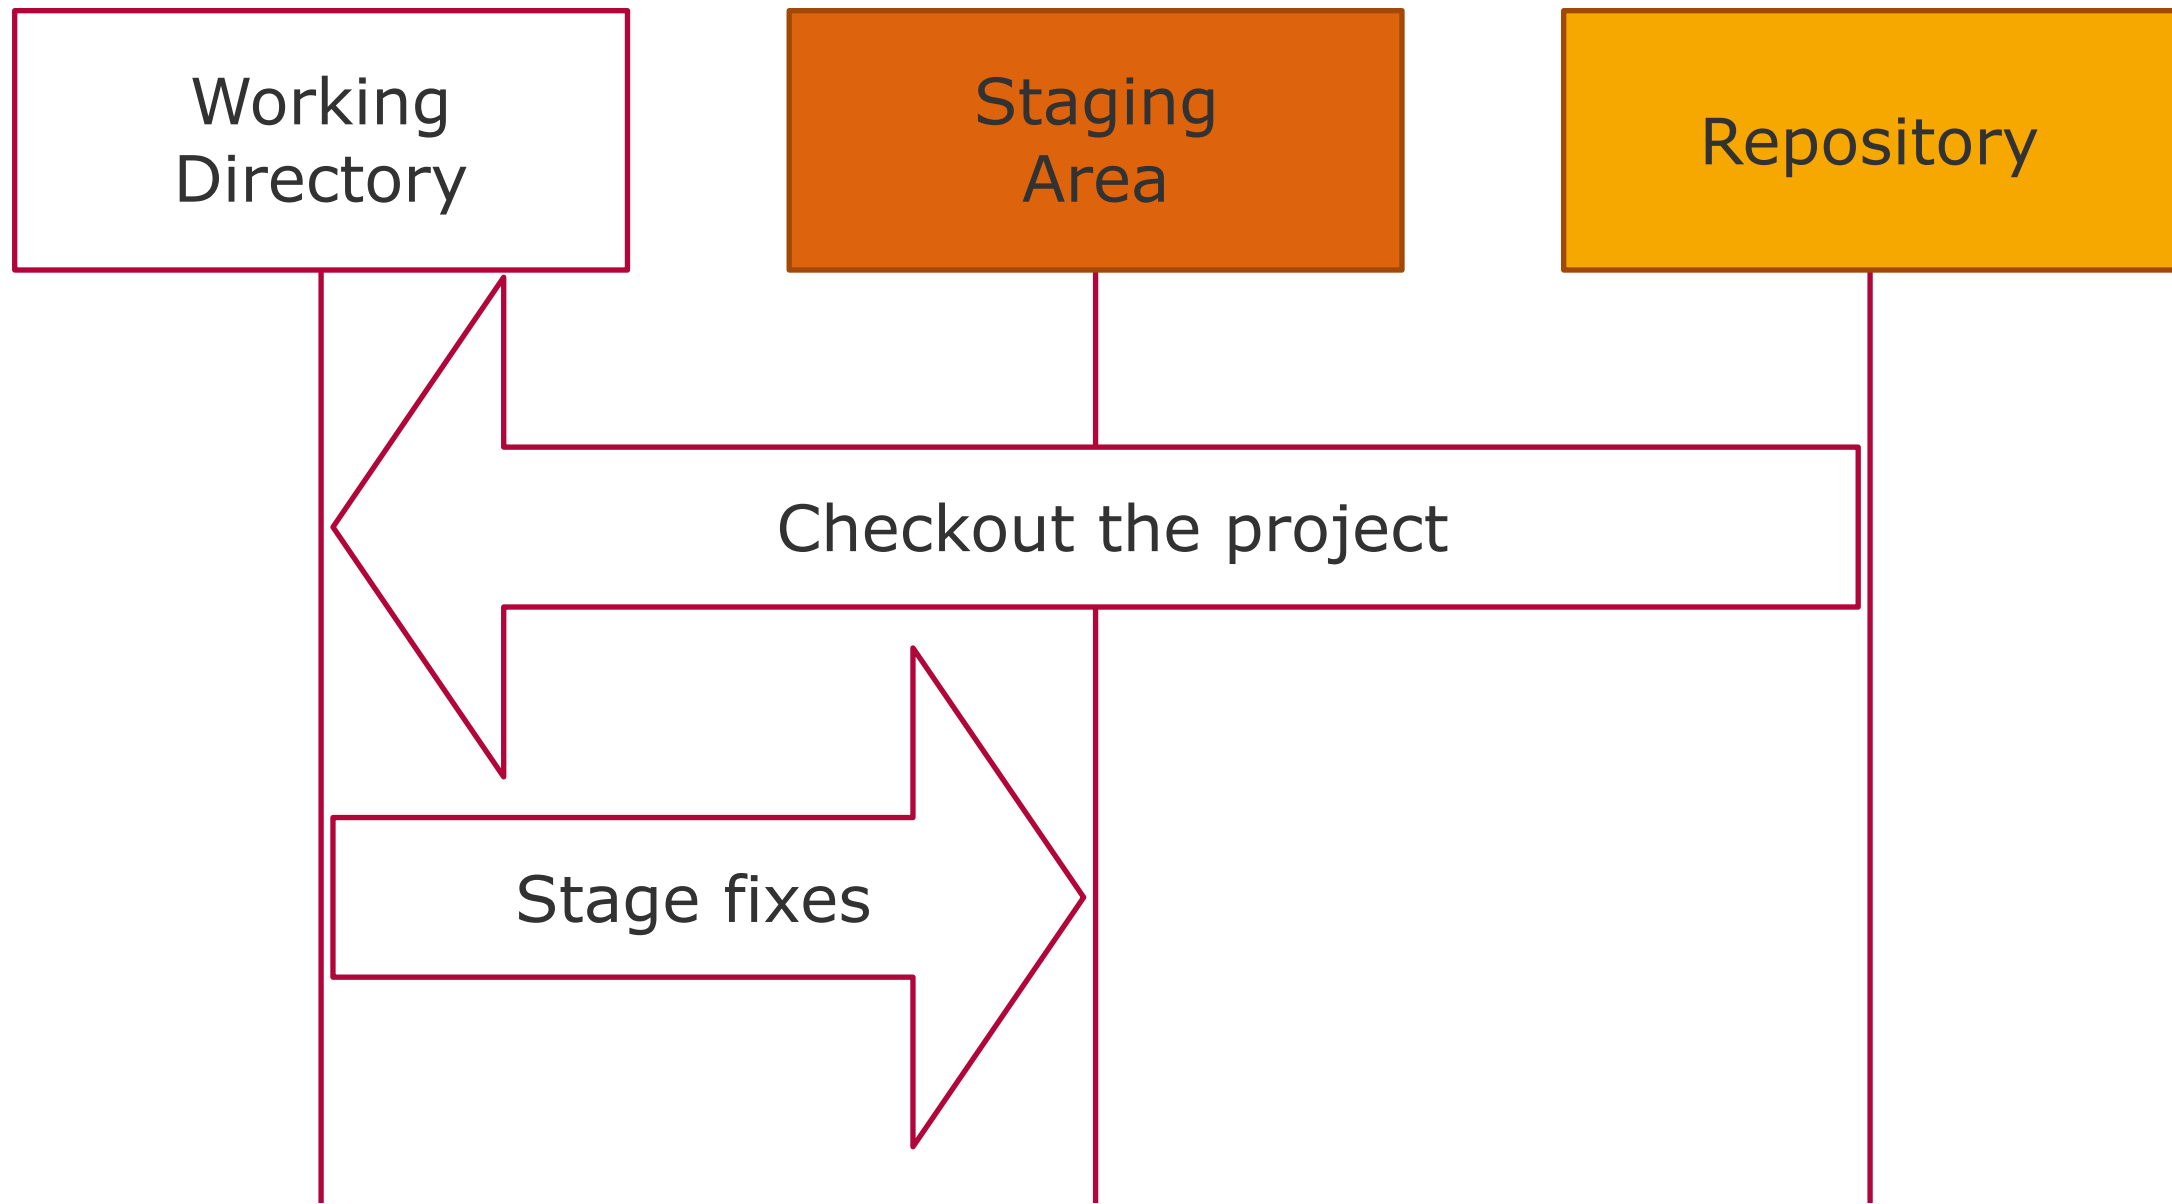 Working
Directory
Staging
Area
Repository
Checkout the project
Stage fixes